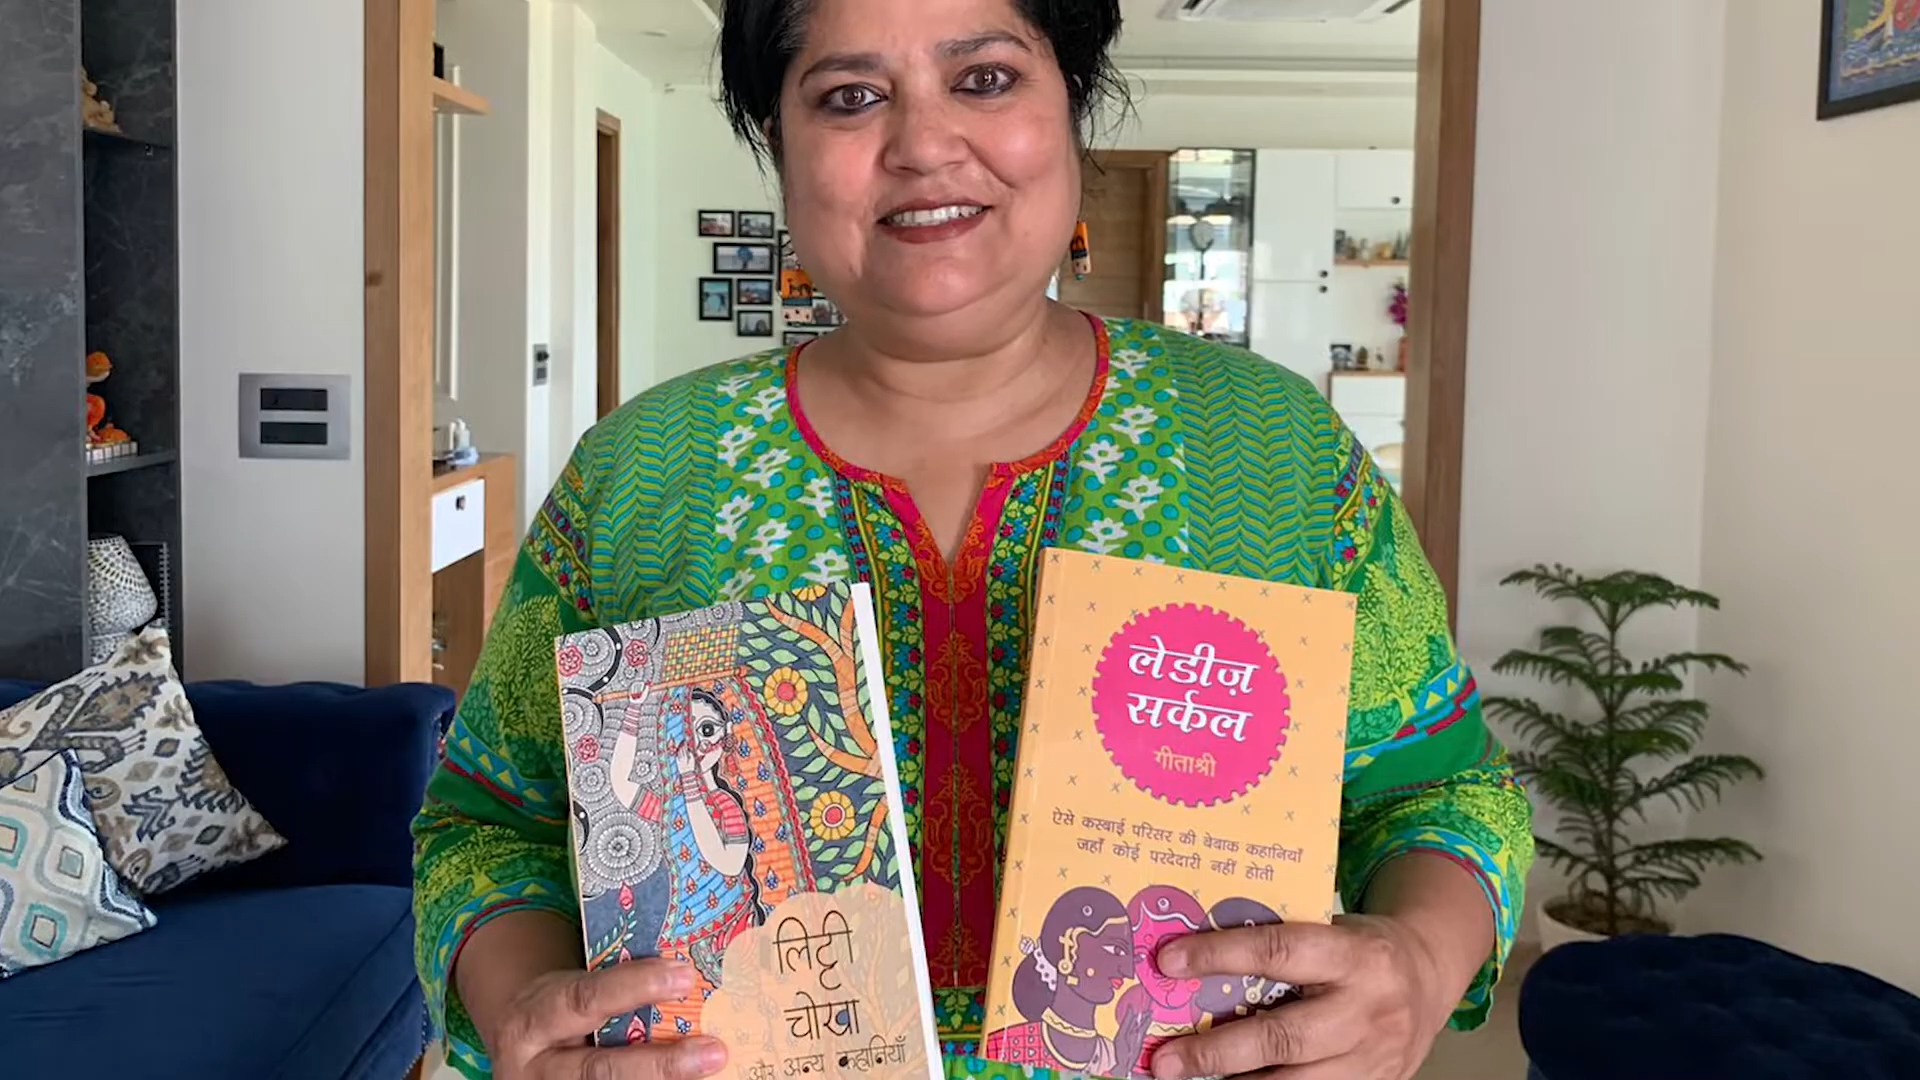 लिट्टी
चोखा
और अन्य कहानियाँ
लेडीज़
सर्कल
गीताश्री
ऐसे कस्बाई परिसर की बेबाक कहानियाँ
जहाँ कोई परदेदारी नहीं होती